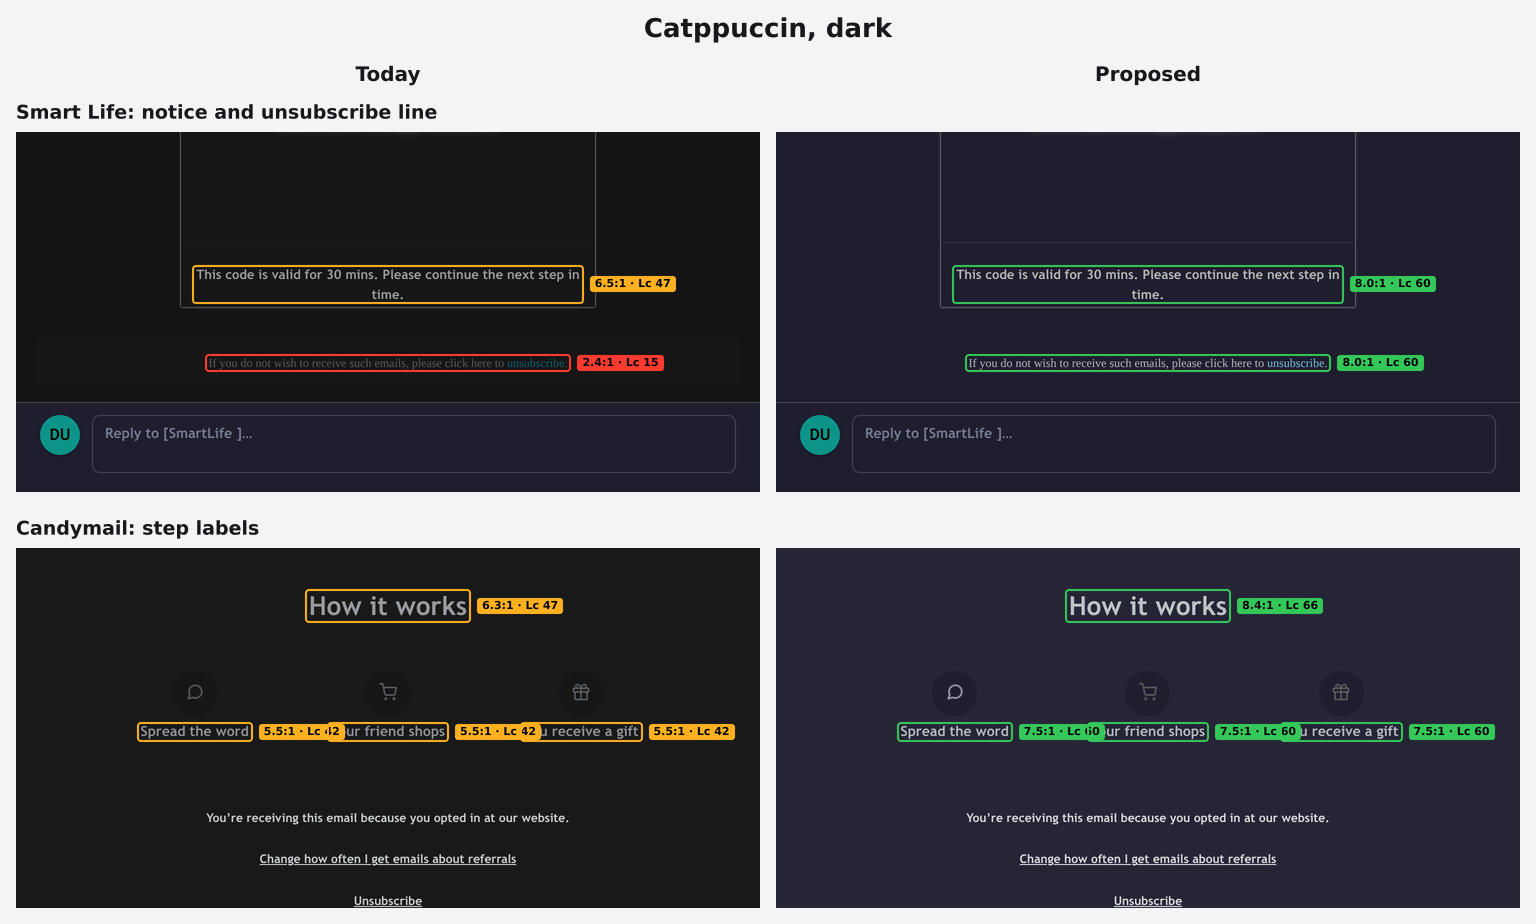 Catppuccin, dark
Today
Proposed
Smart Life: notice and unsubscribe line
This code is valid for 30 mins. Please continue the next step in
time.
6.5:1 · Lc 47
If you do not wish to receive such emails, please click here to unsubscribe.
2.4:1 · Lc 15
DU
Reply to [SmartLife ]...
This code is valid for 30 mins. Please continue the next step in
time.
8.0:1 · Lc 60
If you do not wish to receive such emails, please click here to unsubscribe.
8.0:1 · Lc 60
DU
Reply to [SmartLife ]...
Candymail: step labels
How it works
6.3:1 · Lc 47
Spread the word 5.5:1 · Lc 42 ur friend shops 5.5:1 · Lc 42 u receive a gift 5.5:1 · Lc 42
You’re receiving this email because you opted in at our website.
Change how often I get emails about referrals
Unsubscribe
How it works
8.4:1 · Lc 66
Spread the word 7.5:1 · Lc 60 ur friend shops 7.5:1 · Lc 60 u receive a gift 7.5:1 · Lc 60
You’re receiving this email because you opted in at our website.
Change how often I get emails about referrals
Unsubscribe